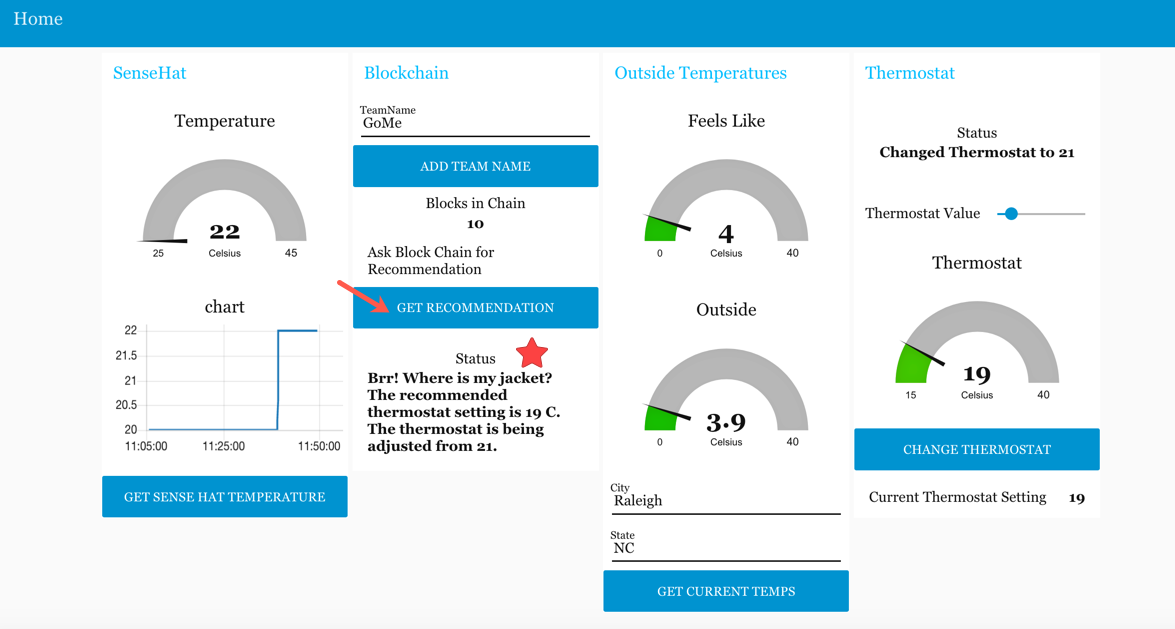 Home
SenseHat
Temperature
22
25
Celsius
45
chart
22
21.5
21
20.5
20
11:05:00
11:25:00
11:50:00
GET SENSE HAT TEMPERATURE
Blockchain
TeamName
GoMe
ADD TEAM NAME
Blocks in Chain
10
Ask Block Chain for
Recommendation
GET RECOMMENDATION
Status
Brr! Where is my jacket?
The recommended
thermostat setting is 19 C.
The thermostat is being
adjusted from 21.
Outside Temperatures
Feels Like
4
0
Celsius
40
Outside
3.9
0
Celsius
40
City
Raleigh
State
NC
GET CURRENT TEMPS
Thermostat
Status
Changed Thermostat to 21
Thermostat Value
Thermostat
19
15
Celsius
40
CHANGE THERMOSTAT
Current Thermostat Setting 19